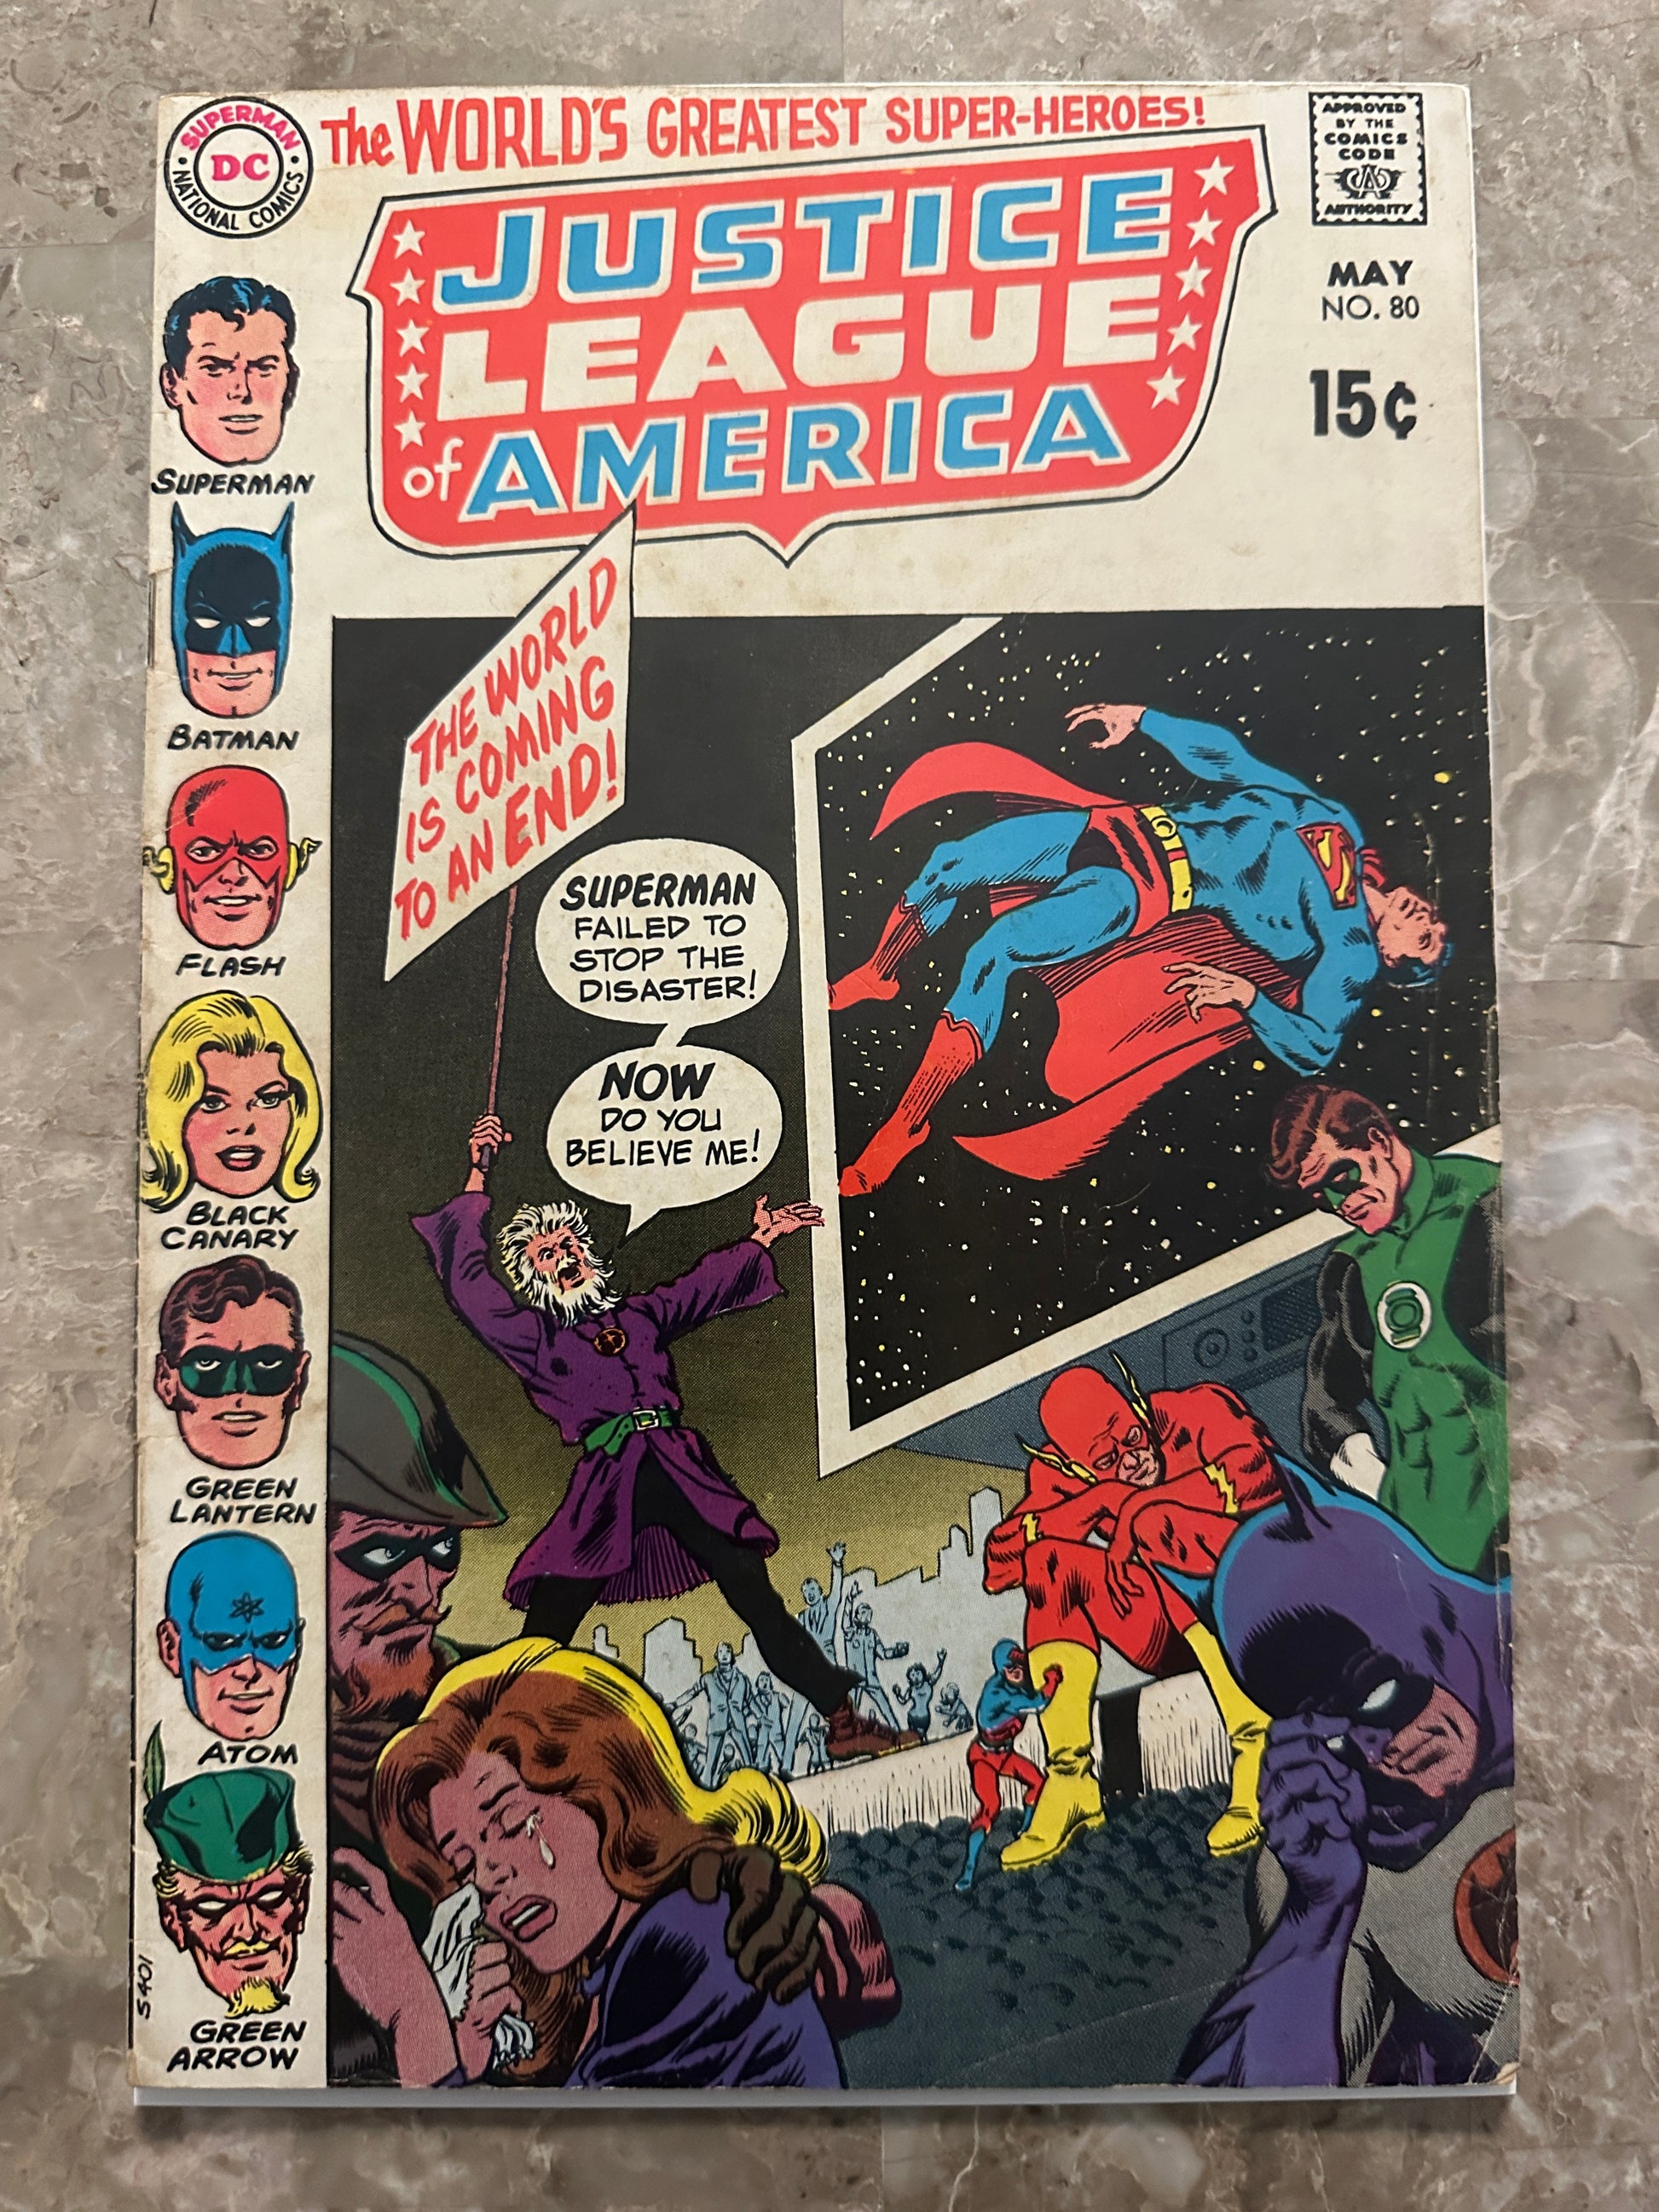 SUPERMAN
DC
NATIONAL COMICS
The WORLD'S GREATEST SUPER-HEROES!
APPROVED
BY THE
COMICS
CODE
CA
AUTHORITY
JUSTICE
LEAGUE
of AMERICA
MAY
NO. 80
15¢
SUPERMAN
BATMAN
FLASH
BLACK
CANARY
GREEN
LANTERN
ATOM
GREEN
ARROW
S401
THE WORLD
IS COMING
TO AN END!
SUPERMAN
FAILED TO
STOP THE
DISASTER!
NOW
DO YOU
BELIEVE ME!
S